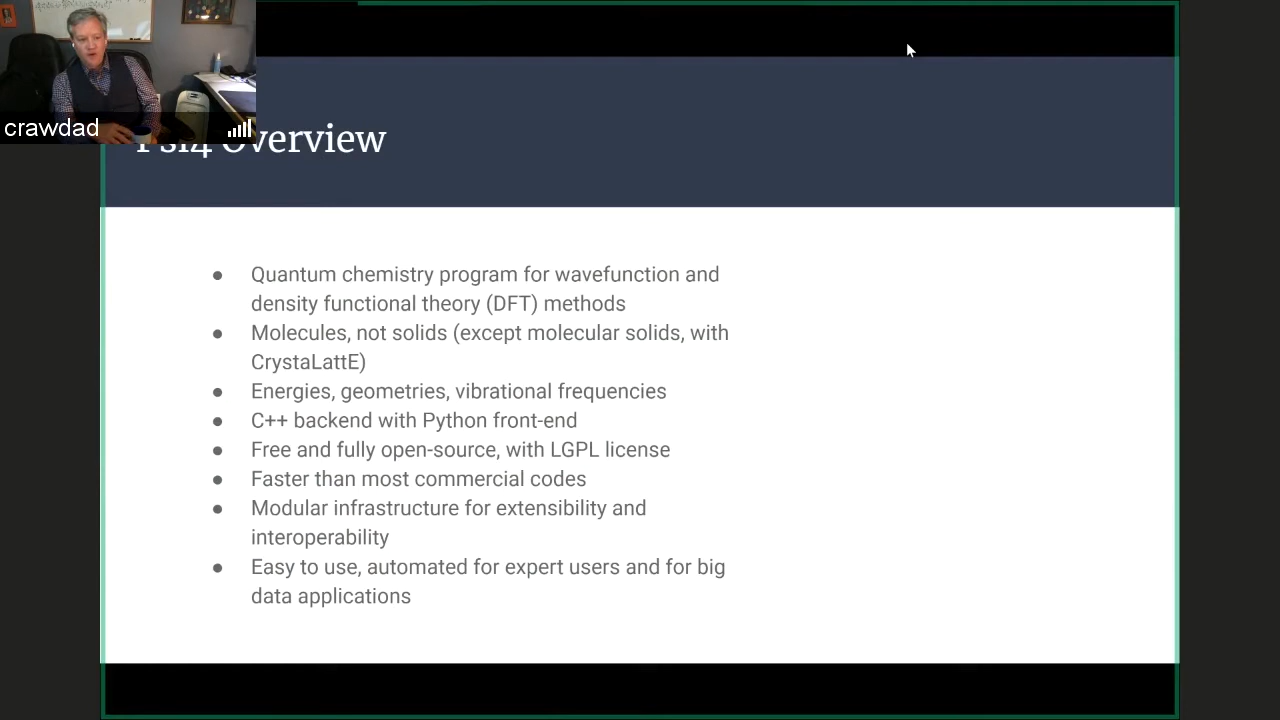 crawdad
Psi4 Overview
● Quantum chemistry program for wavefunction and
density functional theory (DFT) methods
● Molecules, not solids (except molecular solids, with
CrystaLattE)
● Energies, geometries, vibrational frequencies
● C++ backend with Python front-end
● Free and fully open-source, with LGPL license
● Faster than most commercial codes
● Modular infrastructure for extensibility and
interoperability
● Easy to use, automated for expert users and for big
data applications